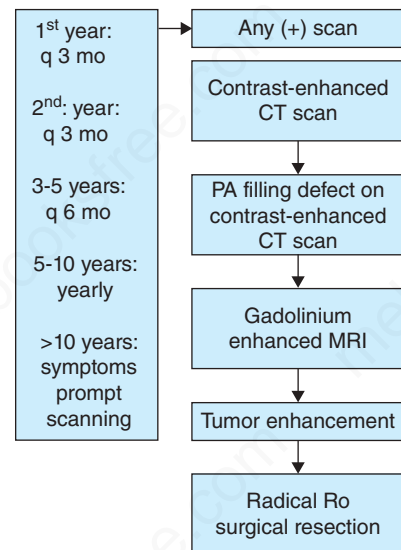 1st year:
q 3 mo
2nd: year:
q 3 mo
3-5 years:
q 6 mo
5-10 years:
yearly
>10 years:
symptoms
prompt
scanning
Any (+) scan
Contrast-enhanced
CT scan
PA filling defect on
contrast-enhanced
CT scan
Gadolinium
enhanced MRI
Tumor enhancement
Radical Ro
surgical resection